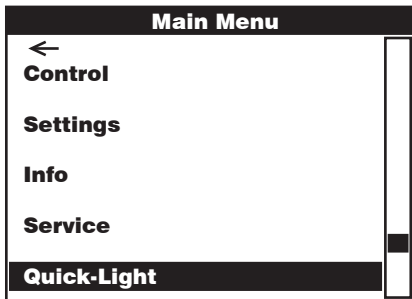 Main Menu
←
Control
Settings
Info
Service
Quick-Light